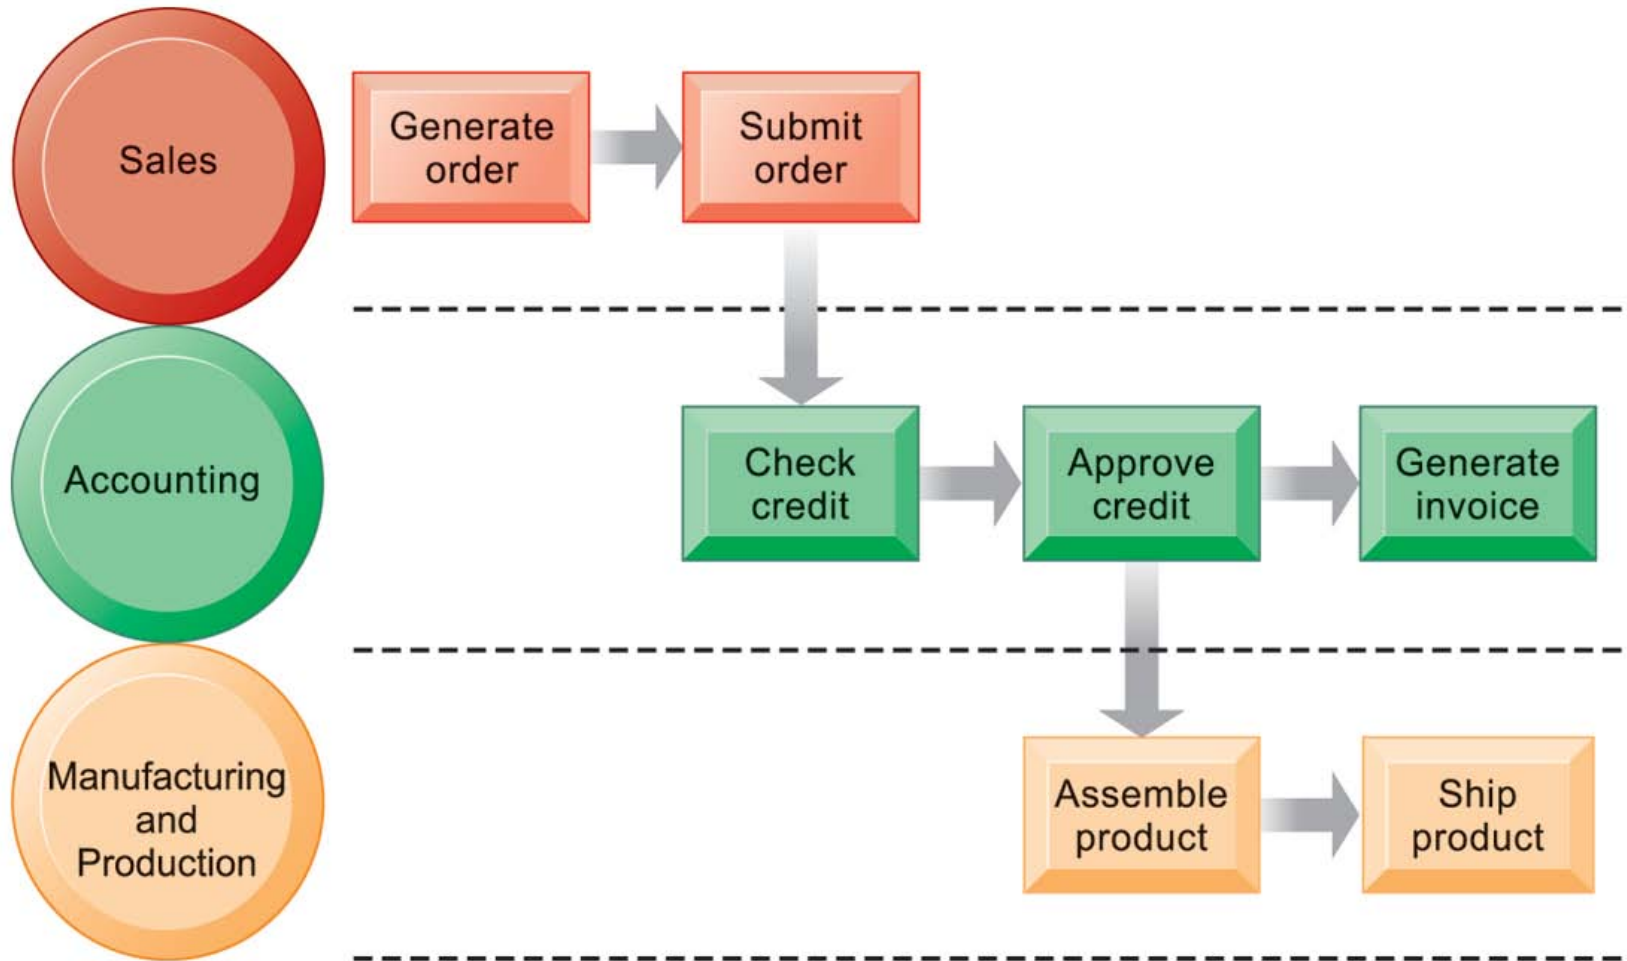 Sales
Generate
order
Submit
order
Accounting
Check
credit
Approve
credit
Generate
invoice
Manufacturing
and
Production
Assemble
product
Ship
product